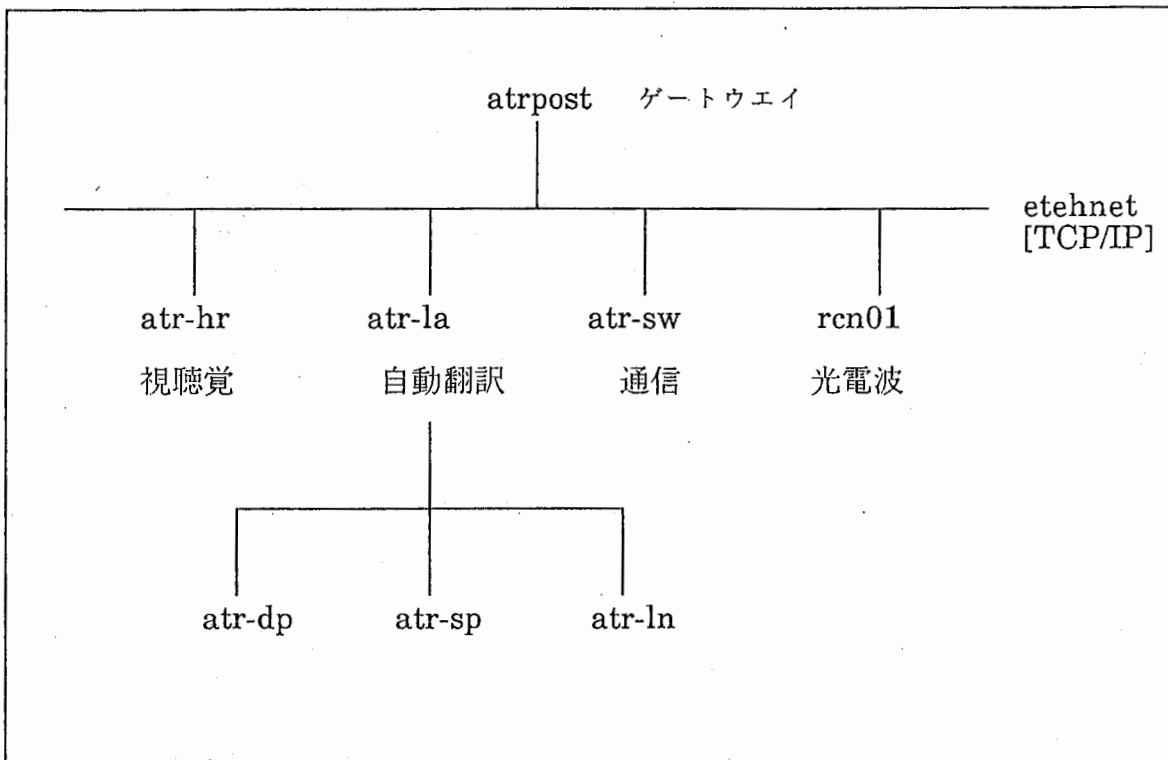 atrpost ゲートウエイ
etehnet
[TCP/IP]
atr-hr atr-la atr-sw rcn01
視聴覚 自動翻訳 通信 光電波
atr-dp atr-sp atr-ln